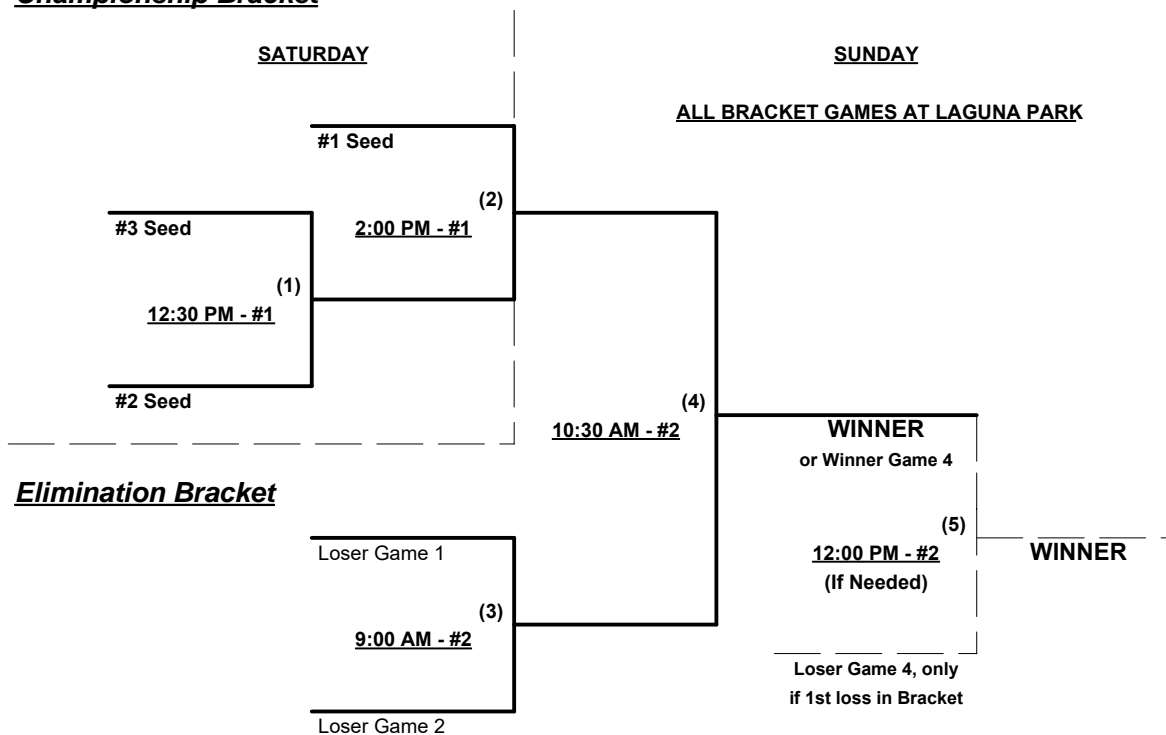 Championship Bracket
SATURDAY
SUNDAY
ALL BRACKET GAMES AT LAGUNA PARK
#1 Seed
(2)
2:00 PM - #1
#3 Seed
(1)
12:30 PM - #1
#2 Seed
(4)
10:30 AM - #2
WINNER
or Winner Game 4
Elimination Bracket
Loser Game 1
(3)
9:00 AM - #2
Loser Game 2
(5)
12:00 PM - #2
(If Needed)
WINNER
Loser Game 4, only
if 1st loss in Bracket